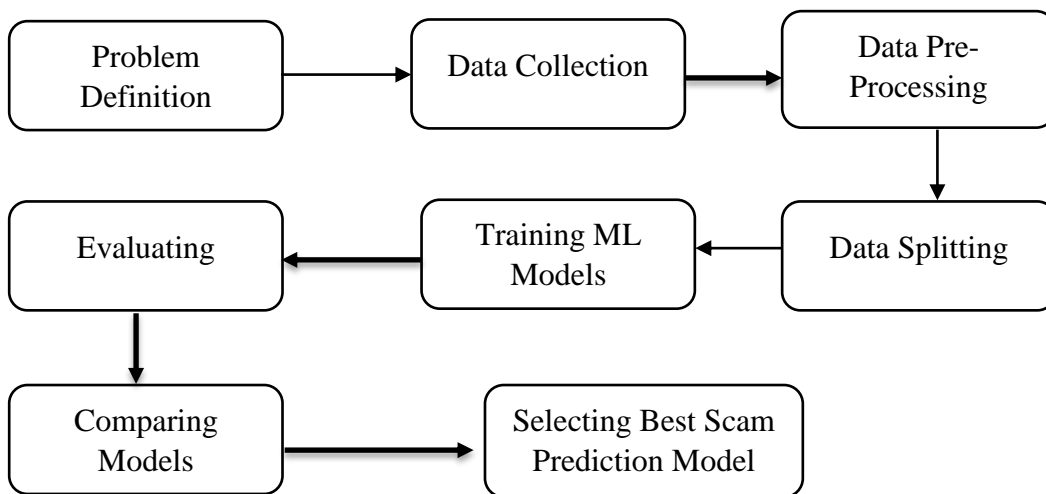 Problem
Definition
Data Collection
Data Pre-
Processing
Evaluating
Training ML
Models
Data Splitting
Comparing
Models
Selecting Best Scam
Prediction Model